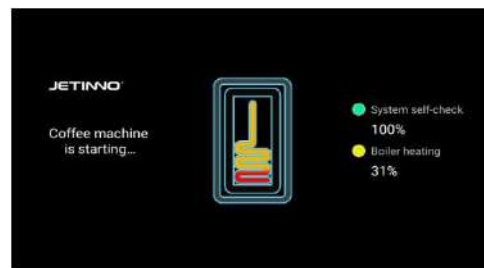 JETINNO
Coffee machine
is starting...
System self-check
100%
Boiler heating
31%